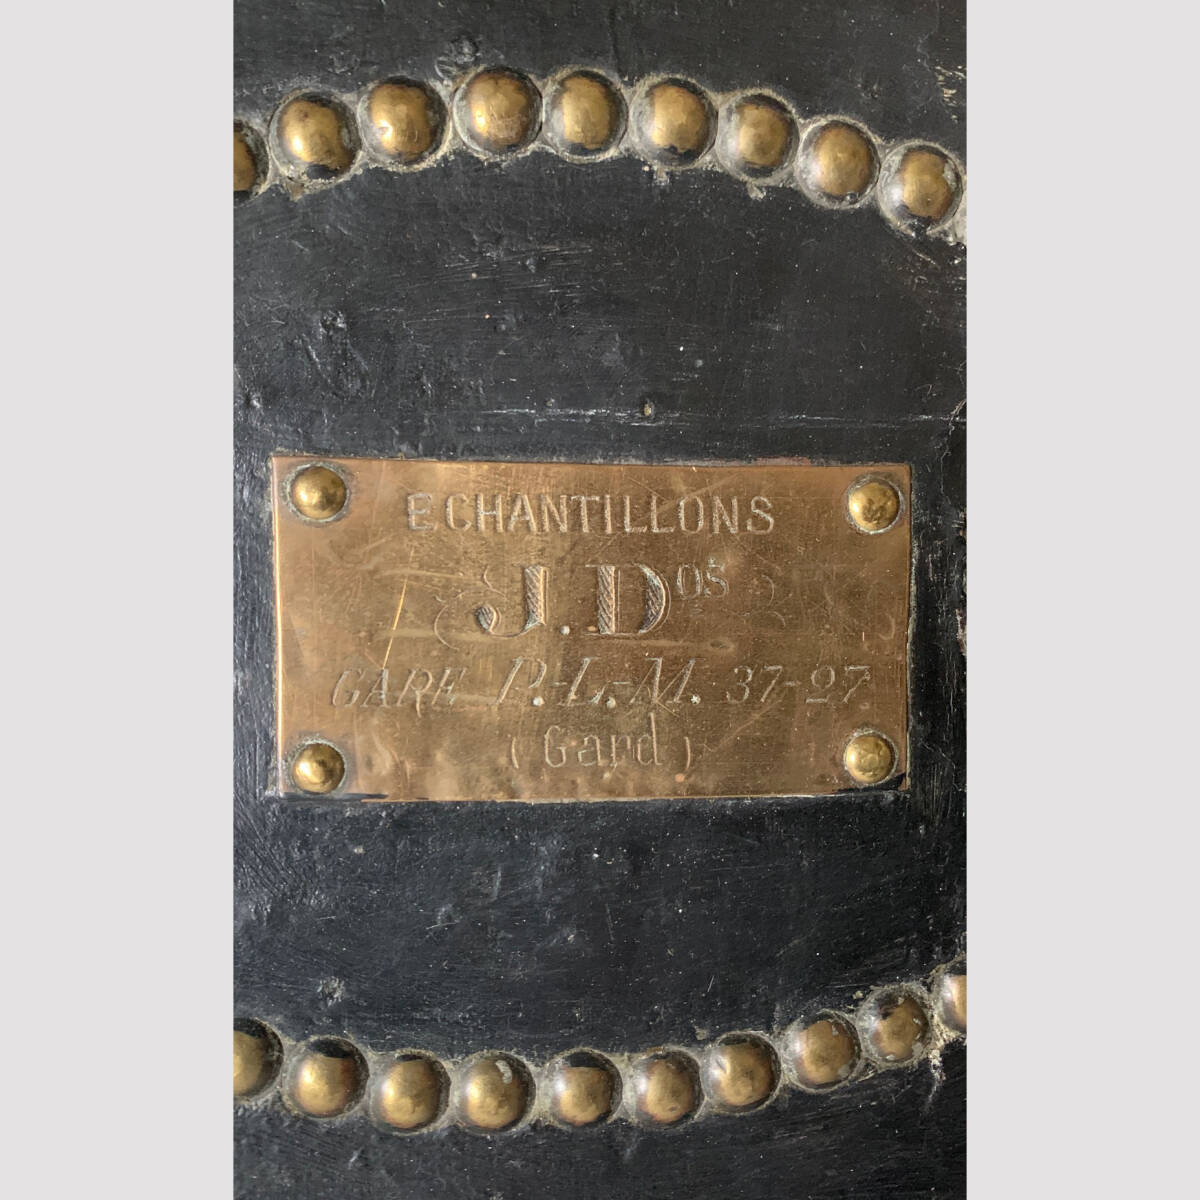 ECHANTILLONS
J. Dos
GARE P.-L.-M. 37-27
(Gard)